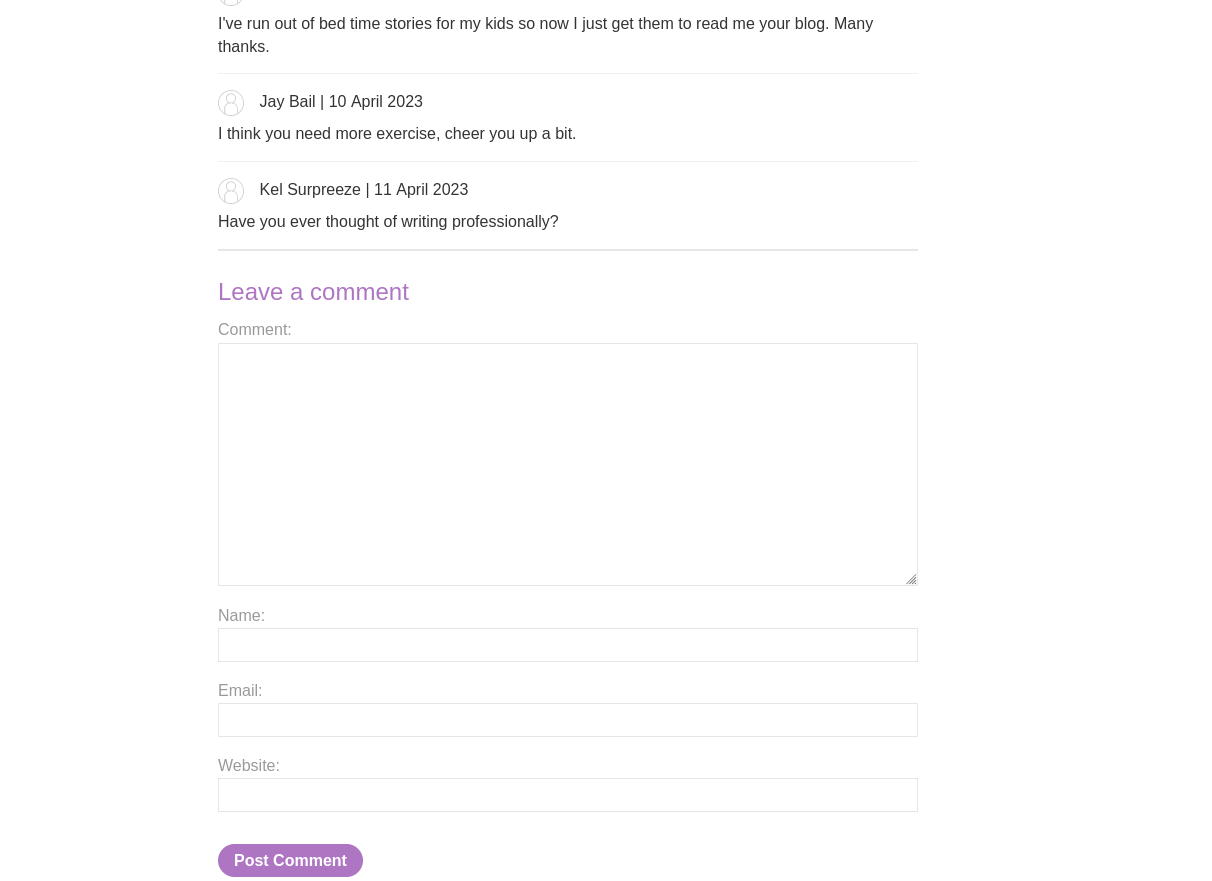 I've run out of bed time stories for my kids so now I just get them to read me your blog. Many
thanks.
Jay Bail | 10 April 2023
I think you need more exercise, cheer you up a bit.
Kel Surpreeze | 11 April 2023
Have you ever thought of writing professionally?
Leave a comment
Comment:
Name:
Email:
Website:
Post Comment